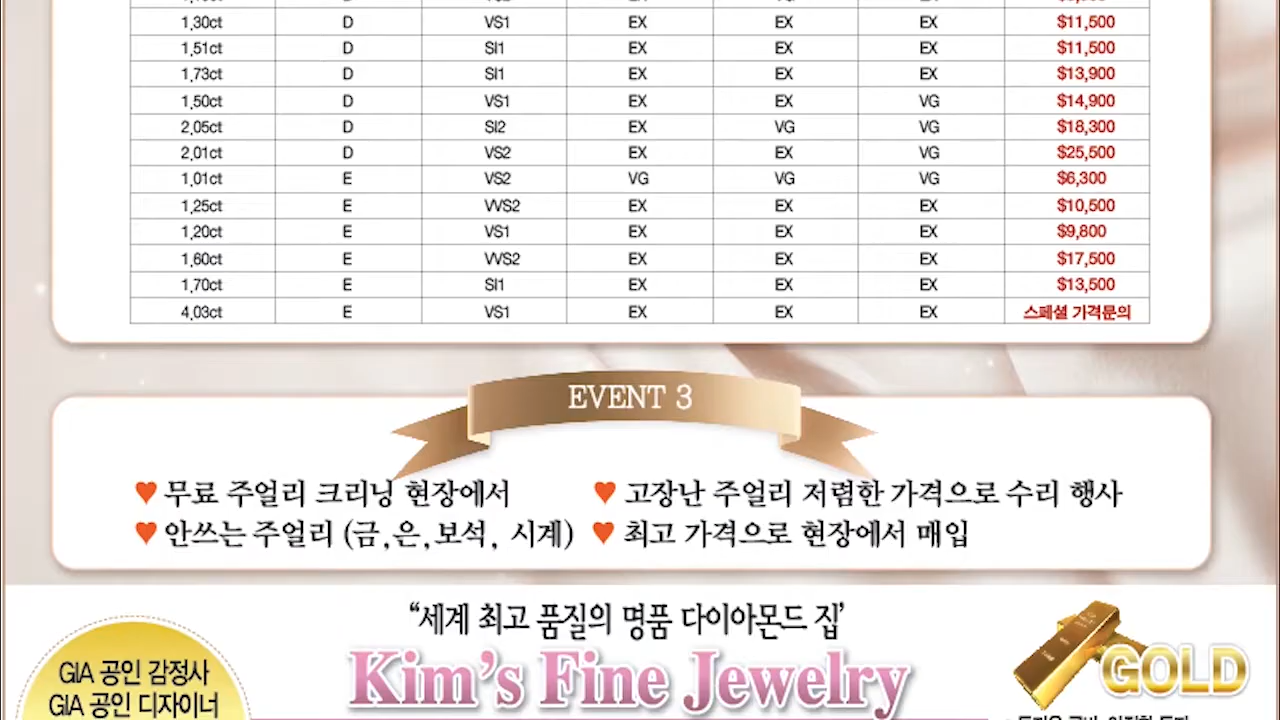 1.30ct D VS1 EX EX EX $11,500
1.51ct D SI1 EX EX EX $11,500
1.73ct D SI1 EX EX EX $13,900
1.50ct D VS1 EX EX VG $14,900
2.05ct D SI2 EX VG VG $18,300
2.01ct D VS2 EX EX VG $25,500
1.01ct E VS2 VG VG VG $6,300
1.25ct E VVS2 EX EX EX $10,500
1.20ct E VS1 EX EX EX $9,800
1.60ct E VVS2 EX EX EX $17,500
1.70ct E SI1 EX EX EX $13,500
4.03ct E VS1 EX EX EX 스페셜 가격문의
EVENT 3
♥ 무료 주얼리 크리닝 현장에서
♥ 고장난 주얼리 저렴한 가격으로 수리 행사
♥ 안쓰는 주얼리 (금,은,보석, 시계)
♥ 최고 가격으로 현장에서 매입
“세계 최고 품질의 명품 다이아몬드 집’
Kim's Fine Jewelry
GIA 공인 감정사
GIA 공인 디자이너
GOLD